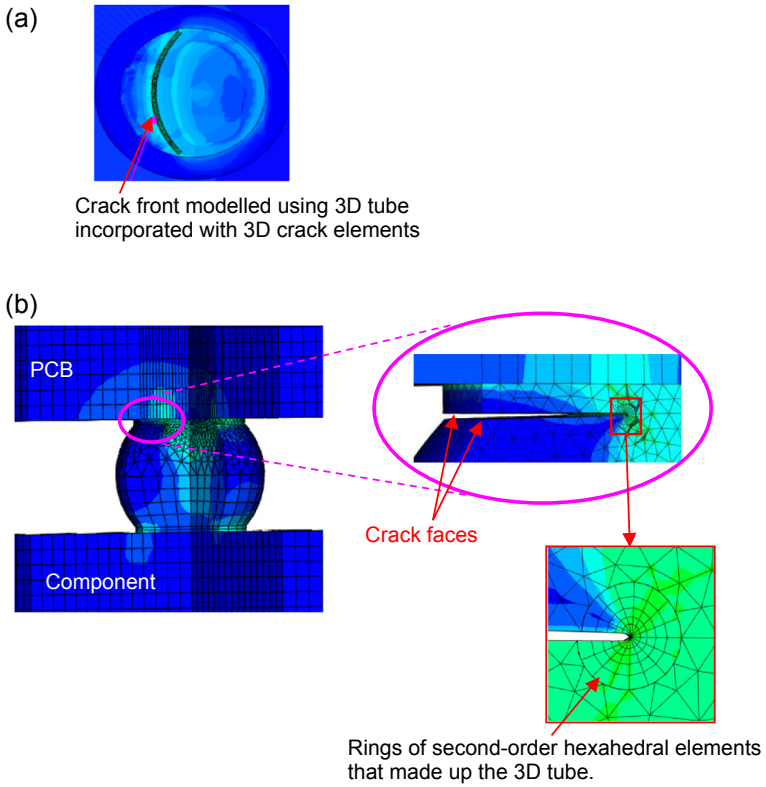 (a)
Crack front modelled using 3D tube
incorporated with 3D crack elements
(b)
PCB
Component
Crack faces
Rings of second-order hexahedral elements
that made up the 3D tube.